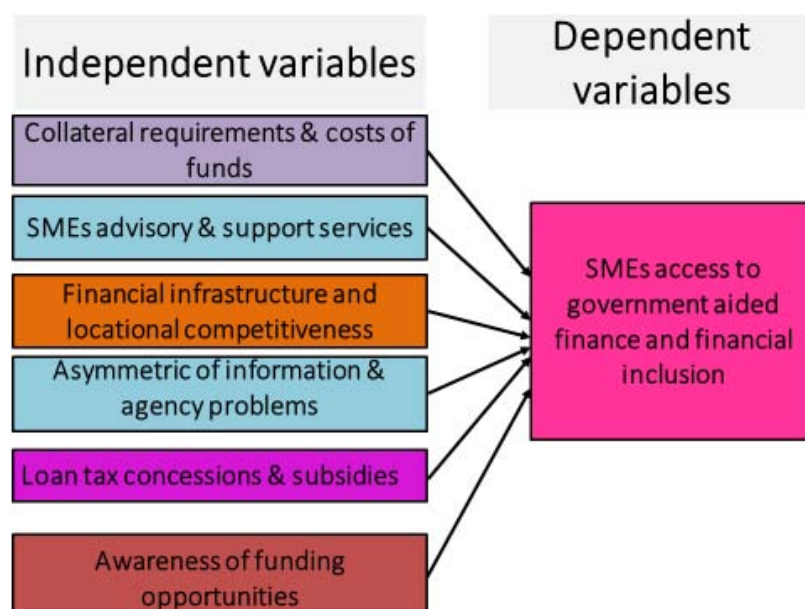 Independent variables
Dependent
variables
Collateral requirements & costs of
funds
SMEs advisory & support services
Financial infrastructure and
locational competitiveness
Asymmetric of information &
agency problems
Loan tax concessions & subsidies
Awareness of funding
opportunities
SMEs access to
government aided
finance and financial
inclusion